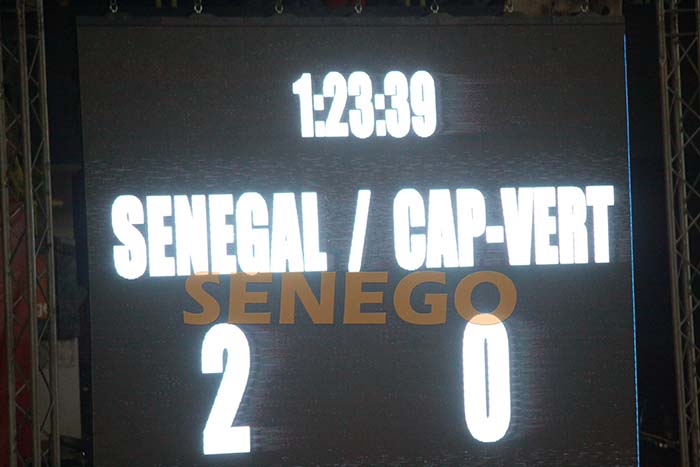 1:23:39
SENEGAL / CAP-VERT
SENEGO
2 0